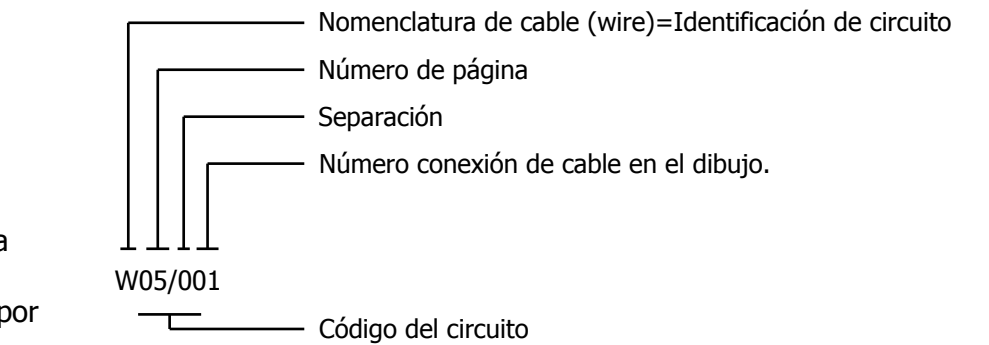 Nomenclatura de cable (wire)=Identificación de circuito
Número de página
Separación
Número conexión de cable en el dibujo.
a
W05/001
por
Código del circuito